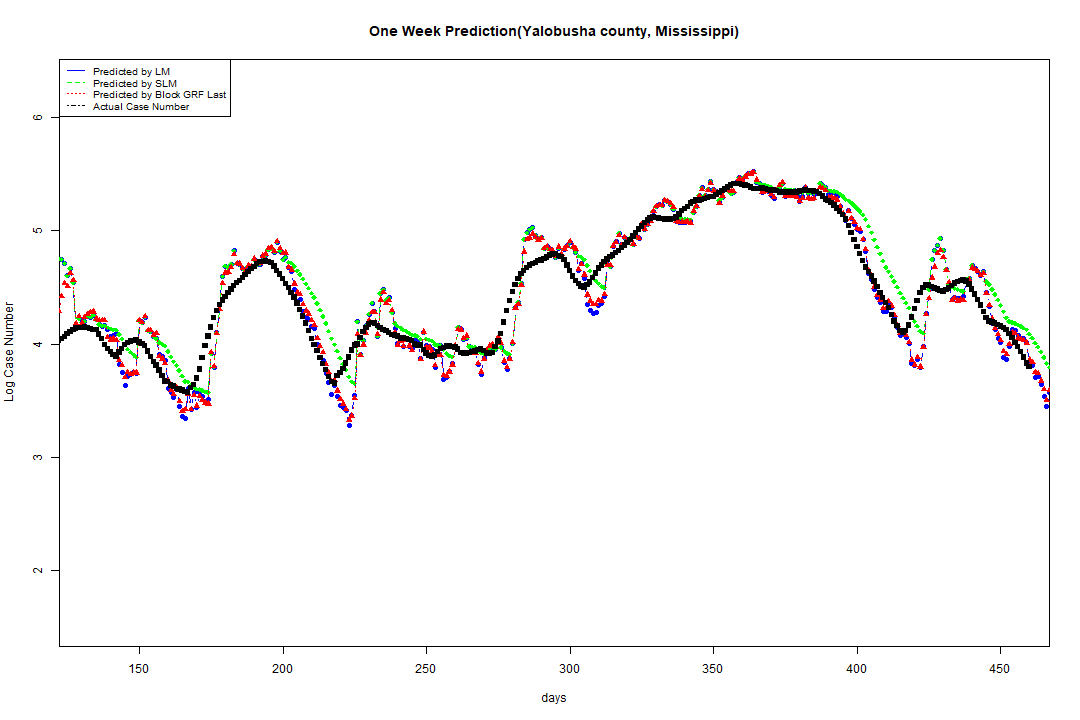 One Week Prediction(Yalobusha county, Mississippi)
Predicted by LM
Predicted by SLM
Predicted by Block GRF Last
Actual Case Number
6
5
4
3
2
Log Case Number
150 200 250 300 350 400 450
days